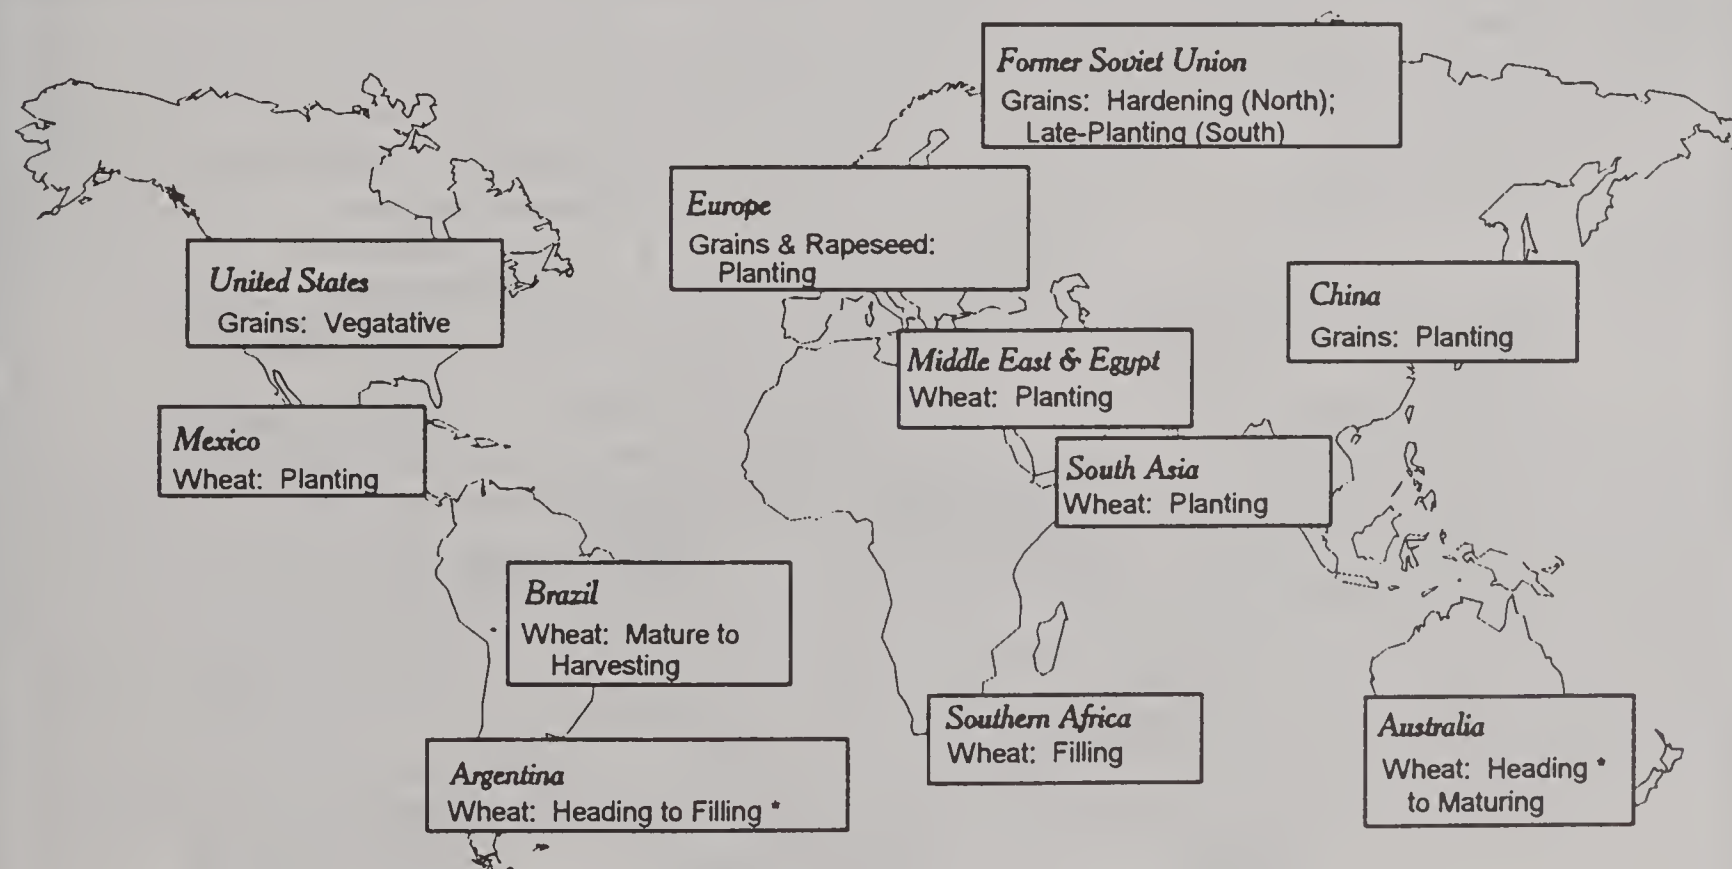 Former Soviet Union
Grains: Hardening (North);
Late-Planting (South)
Europe
Grains & Rapeseed:
Planting
United States
Grains: Vegatative
China
Grains: Planting
Middle East & Egypt
Wheat: Planting
Mexico
Wheat: Planting
South Asia
Wheat: Planting
Brazil
Wheat: Mature to
Harvesting
Southern Africa
Wheat: Filling
Australia
Wheat: Heading *
to Maturing
Argentina
Wheat: Heading to Filling *